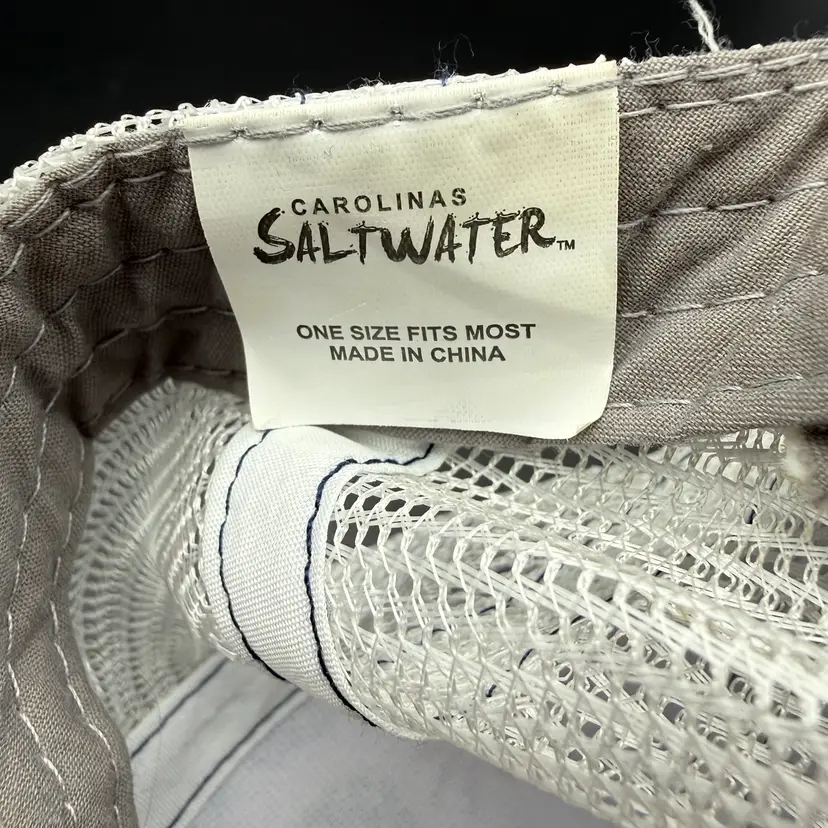 CAROLINAS
SALTWATER™
ONE SIZE FITS MOST
MADE IN CHINA